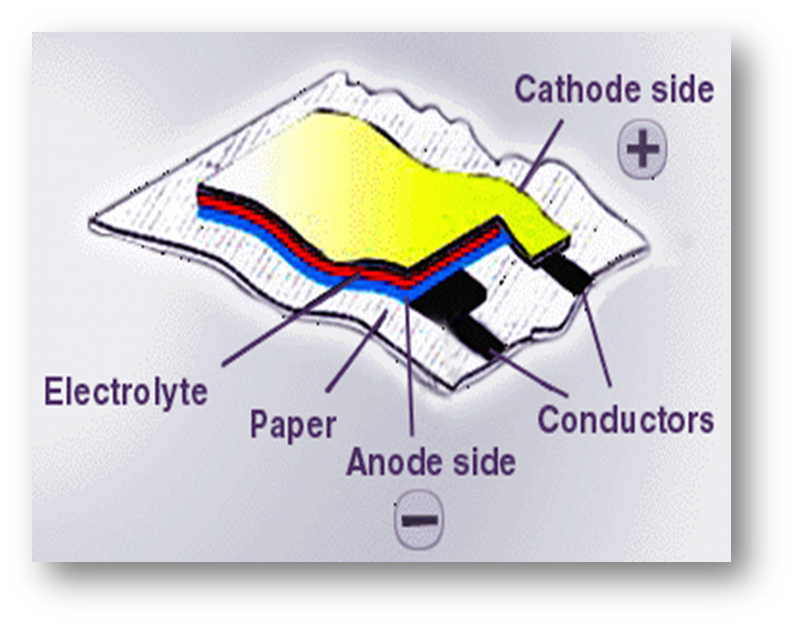 Cathode side
+
Electrolyte
Paper
Conductors
Anode side
−